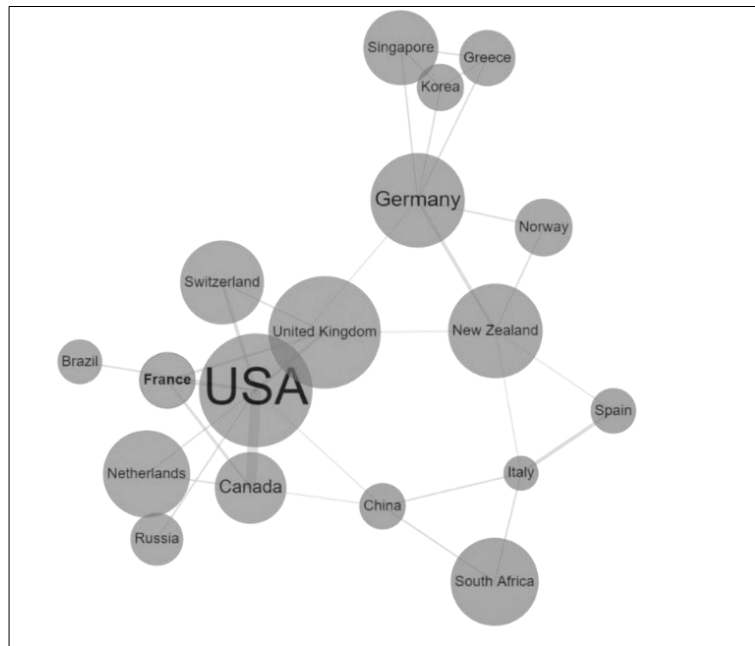 Singapore
Greece
Korea
Germany
Norway
Switzerland
United Kingdom
New Zealand
Brazil
France
USA
Spain
Netherlands
Canada
Italy
China
Russia
South Africa